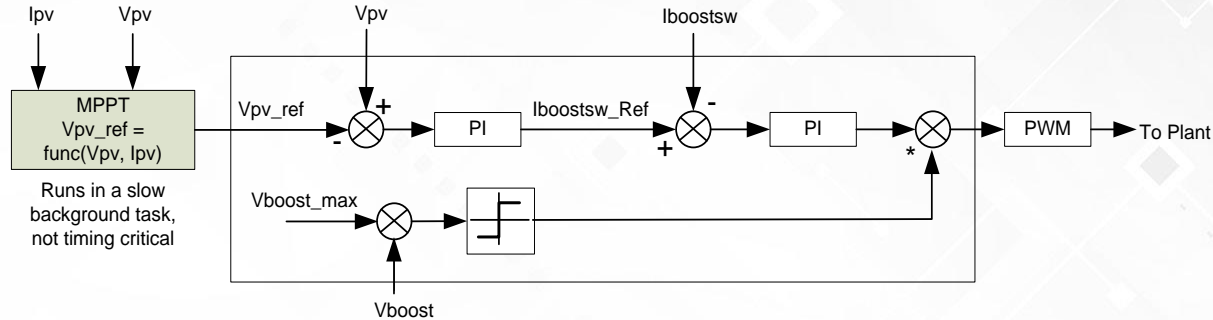 Ipv
Vpv
Vpv
Iboostsw
MPPT
Vpv_ref =
func(Vpv, Ipv)
Vpv_ref
+
-
PI
Iboostsw_Ref
-
+
PI
*
PWM
To Plant
Runs in a slow
background task,
not timing critical
Vboost_max
Vboost